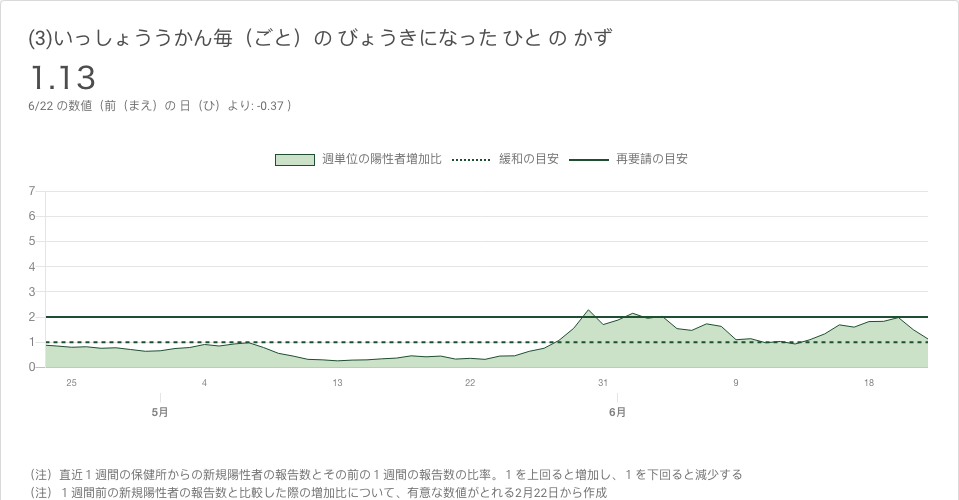 (3)いっしょううかん毎（ごと）の びょうきになった ひと の かず
1.13
6/22 の数値（前（まえ）の 日（ひ）より: -0.37 ）
週単位の陽性者増加比 緩和の目安 再要請の目安
7
6
5
4
3
2
1
0
25 4 13 22 31 9 18
5月 6月
（注）直近１週間の保健所からの新規陽性者の報告数とその前の１週間の報告数の比率。１を上回ると増加し、１を下回ると減少する
（注）１週間前の新規陽性者の報告数と比較した際の増加比について、有意な数値がとれる2月22日から作成